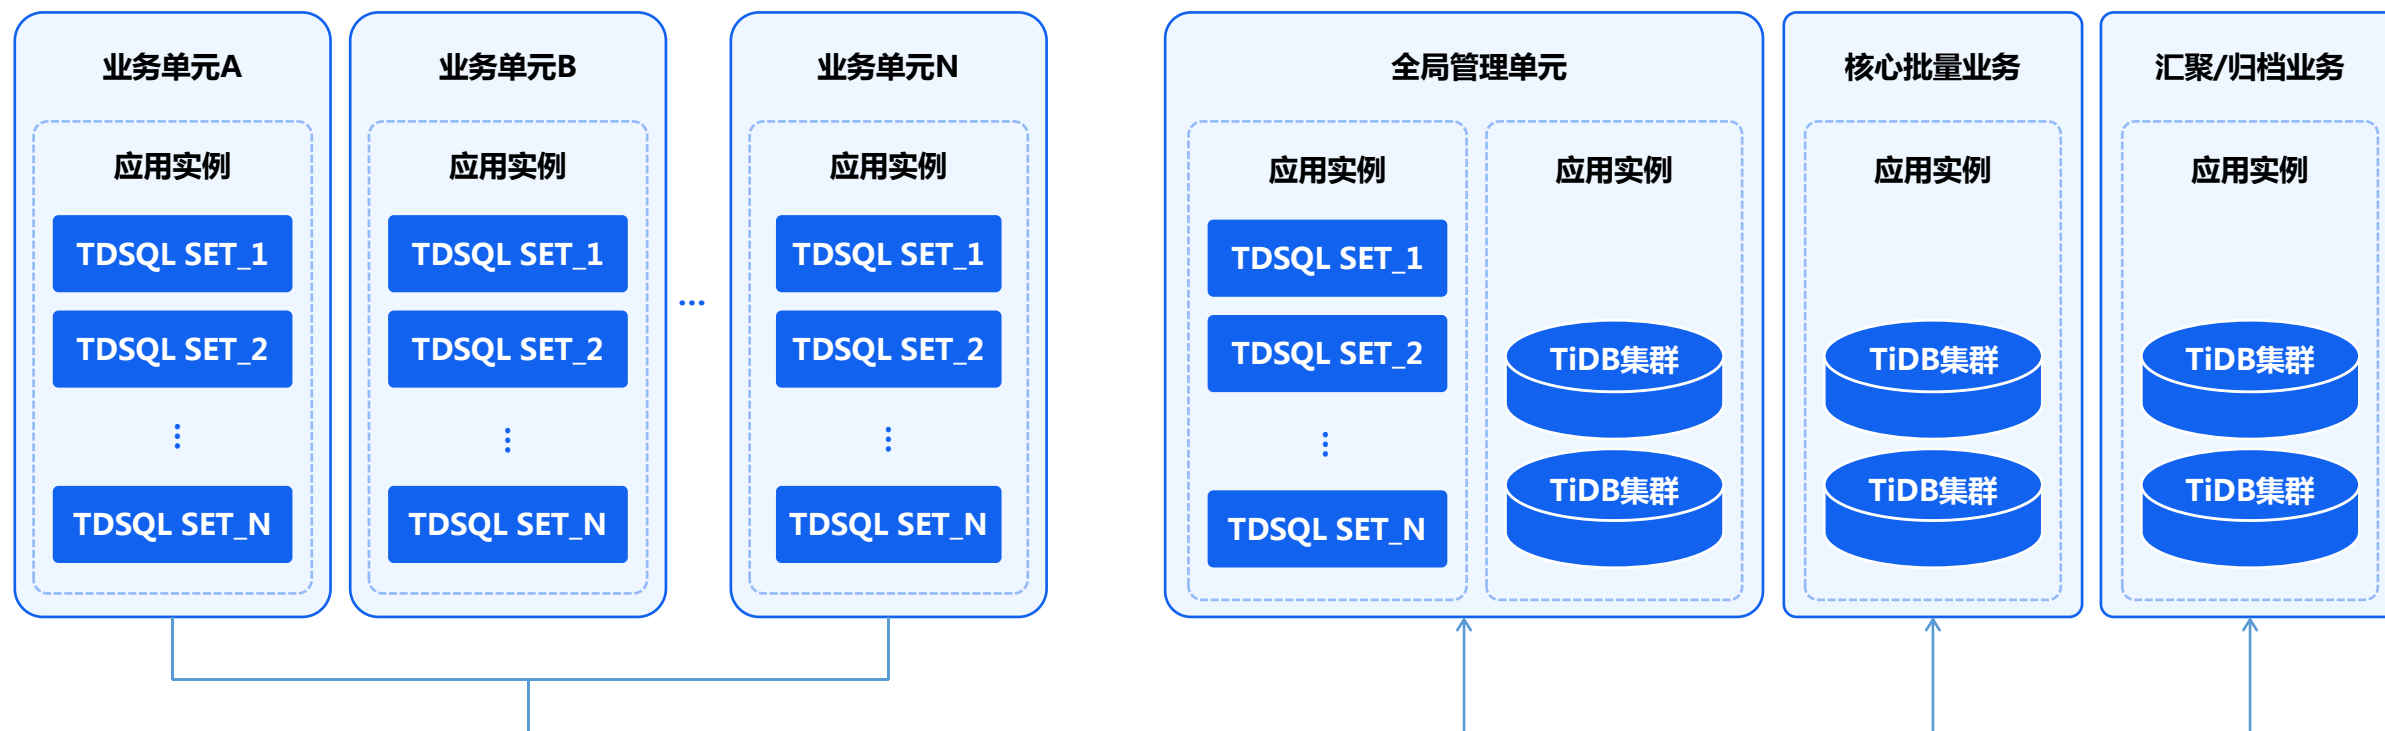 业务单元A
应用实例
TDSQL SET_1
TDSQL SET_2
⋮
TDSQL SET_N
业务单元B
应用实例
TDSQL SET_1
TDSQL SET_2
⋮
TDSQL SET_N
...
业务单元N
应用实例
TDSQL SET_1
TDSQL SET_2
⋮
TDSQL SET_N
全局管理单元
应用实例
TDSQL SET_1
TDSQL SET_2
⋮
TDSQL SET_N
应用实例
TiDB集群
TiDB集群
核心批量业务
应用实例
TiDB集群
TiDB集群
汇聚/归档业务
应用实例
TiDB集群
TiDB集群